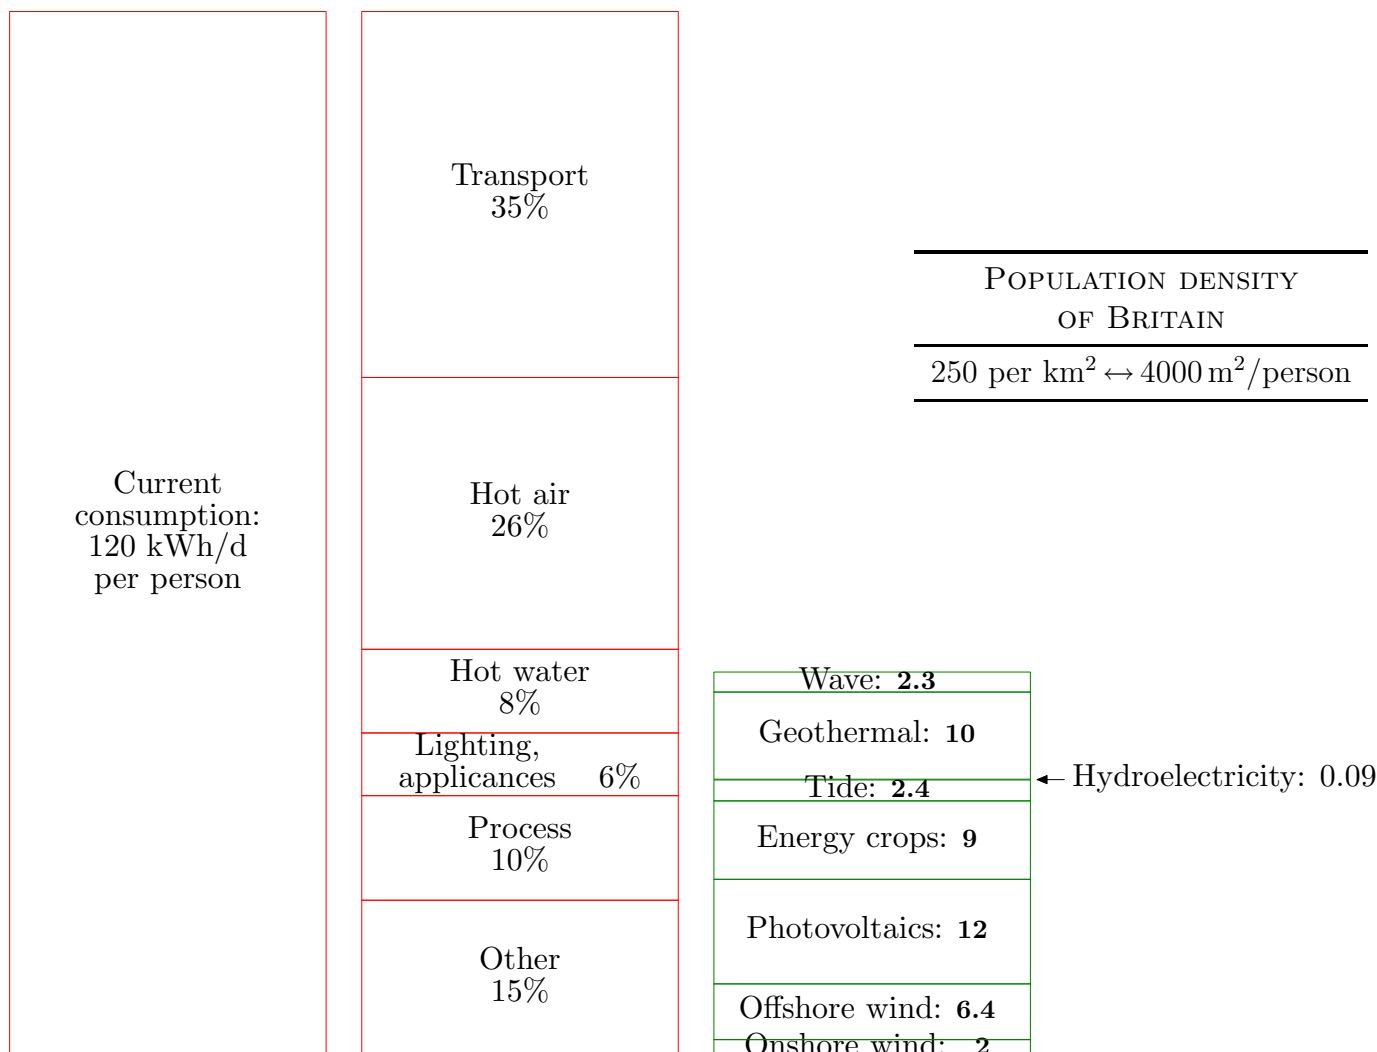 Current
consumption:
120 kWh/d
per person
Transport
35%
Hot air
26%
Hot water
8%
Lighting,
applicances 6%
Process
10%
Other
15%
Wave: 2.3
Geothermal: 10
Tide: 2.4
Hydroelectricity: 0.09
Energy crops: 9
Photovoltaics: 12
Offshore wind: 6.4
Onshore wind: 2
POPULATION DENSITY
OF BRITAIN
250 per km² ↔ 4000 m²/person